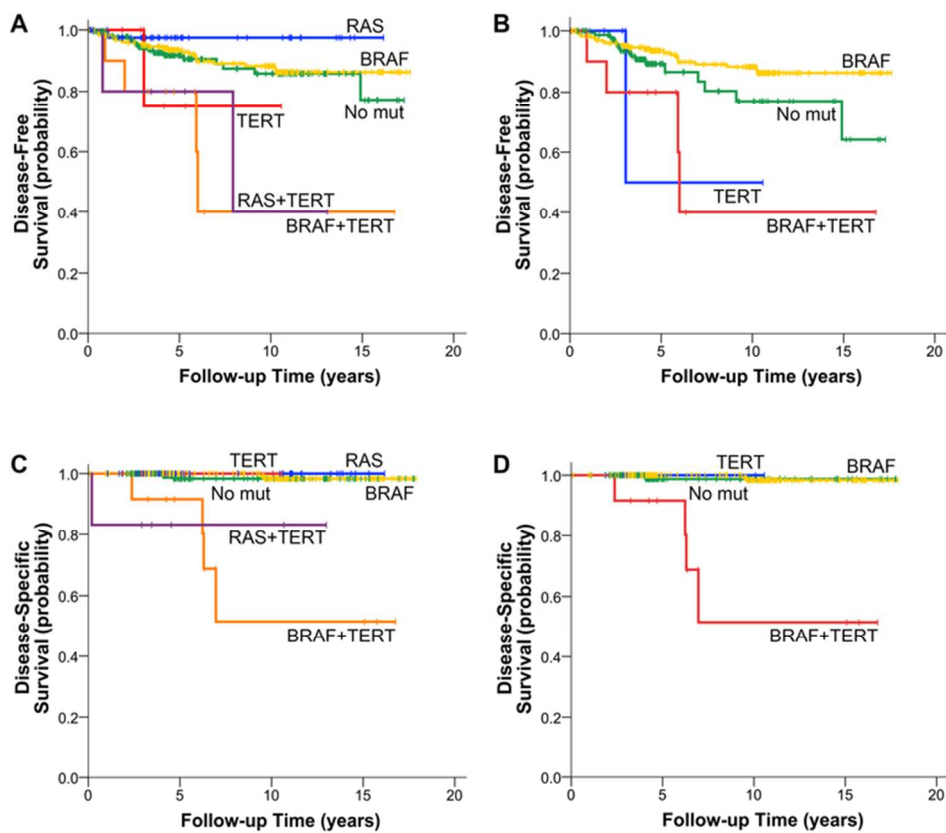 A
Disease-Free
Survival (probability)
1.0
0.8
0.6
0.4
0.2
0.0
RAS
BRAF
No mut
TERT
RAS+TERT
BRAF+TERT
0 5 10 15 20
Follow-up Time (years)
B
Disease-Free
Survival (probability)
1.0
0.8
0.6
0.4
0.2
0.0
BRAF
No mut
TERT
BRAF+TERT
0 5 10 15 20
Follow-up Time (years)
C
Disease-Specific
Survival (probability)
1.0
0.8
0.6
0.4
0.2
0.0
TERT RAS
No mut BRAF
RAS+TERT
BRAF+TERT
0 5 10 15 20
Follow-up Time (years)
D
Disease-Specific
Survival (probability)
1.0
0.8
0.6
0.4
0.2
0.0
TERT BRAF
No mut
BRAF+TERT
0 5 10 15 20
Follow-up Time (years)